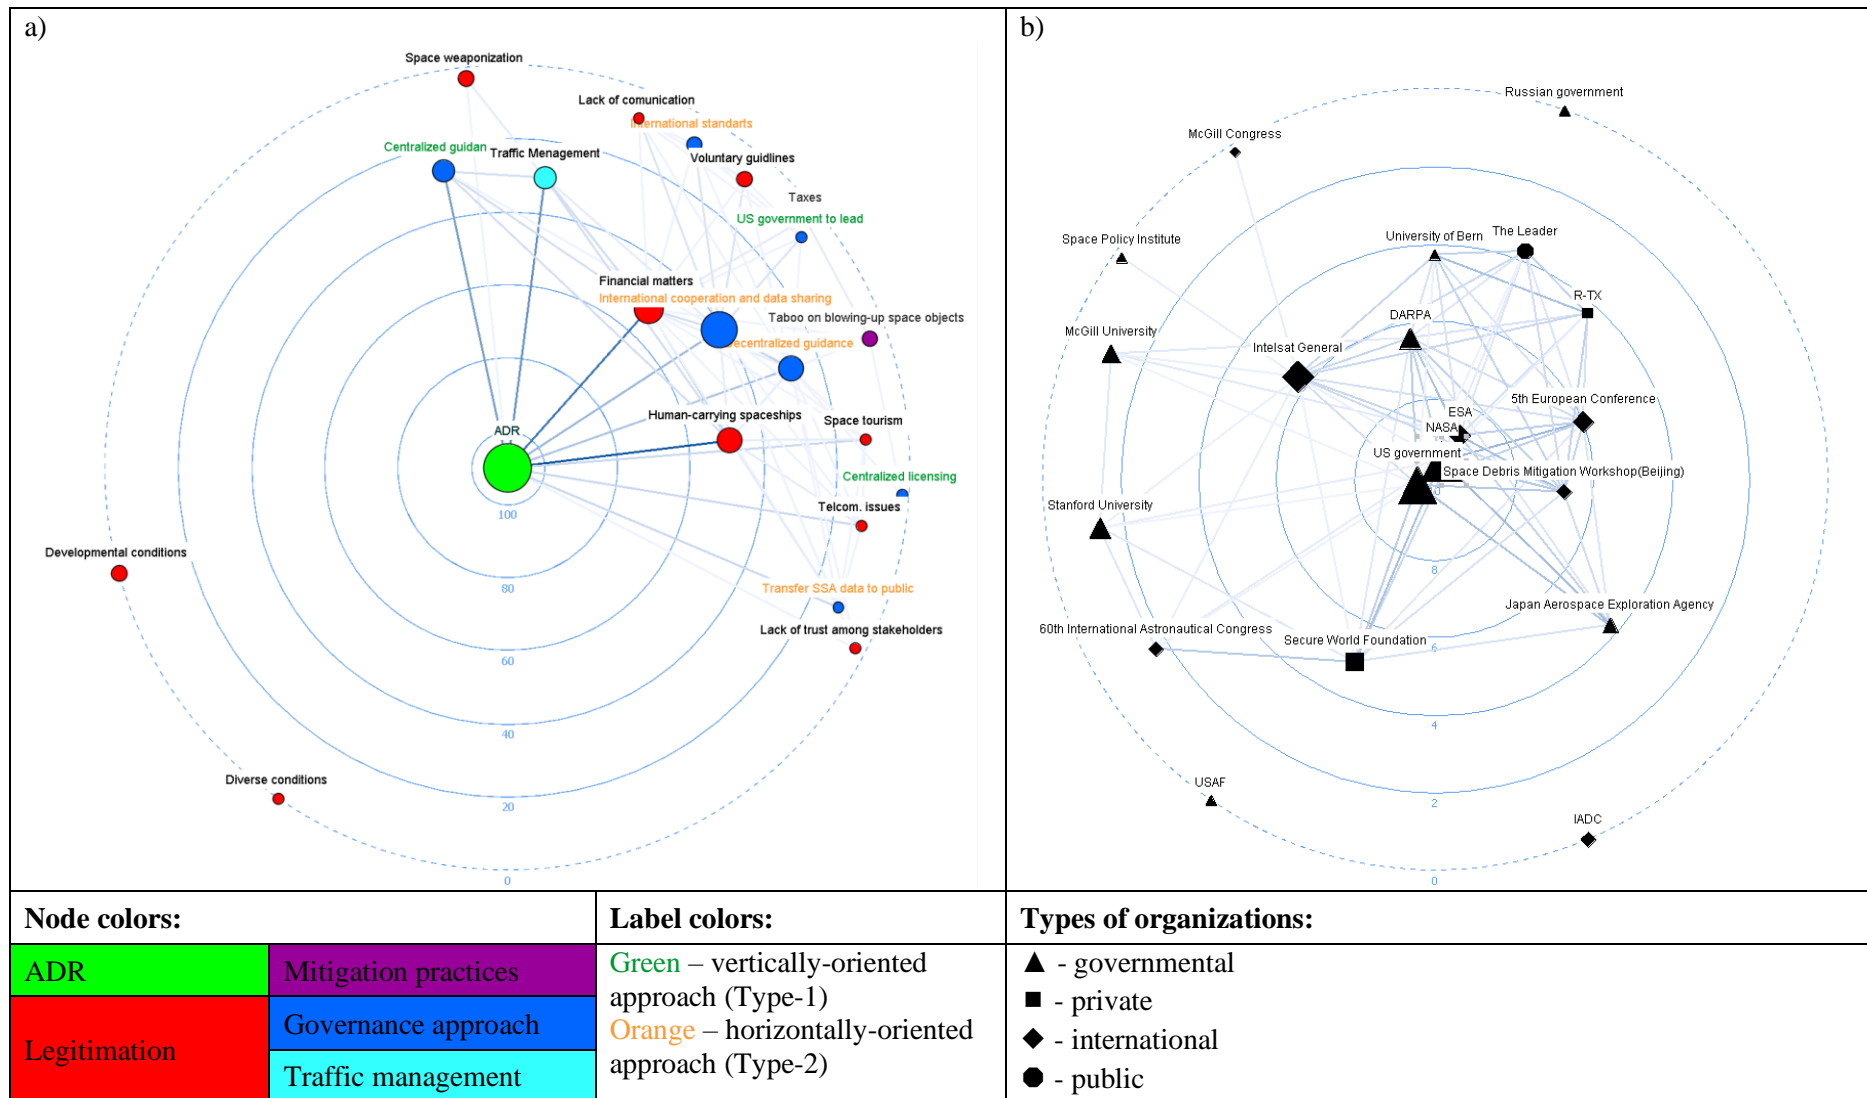 a)
Space weaponization
Lack of comunication
International standarts
Centralized guidan
Traffic Menagement
Voluntary guidlines
Taxes
US government to lead
Financial matters
International cooperation and data sharing
Taboo on blowing-up space objects
Decentralized guidance
Human-carrying spaceships
Space tourism
ADR
Centralized licensing
Telcom. issues
100
Developmental conditions
80
Transfer SSA data to public
Lack of trust among stakeholders
60
40
Diverse conditions
20
0
b)
Russian government
McGill Congress
Space Policy Institute
University of Bern
The Leader
R-TX
DARPA
McGill University
Intelsat General
5th European Conference
ESA
NASA
US government
Space Debris Mitigation Workshop(Beijing)
Stanford University
8
Japan Aerospace Exploration Agency
60th International Astronautical Congress
Secure World Foundation
6
4
USAF
2
IADC
0
Node colors:
Label colors:
Types of organizations:
ADR
Mitigation practices
Legitimation
Governance approach
Traffic management
Green – vertically-oriented
approach (Type-1)
Orange – horizontally-oriented
approach (Type-2)
- governmental
- private
- international
- public